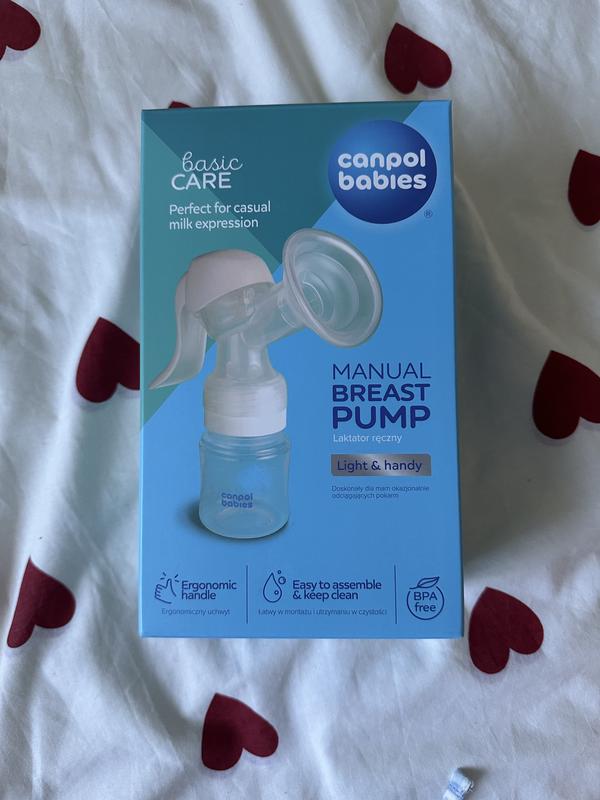 basic
CARE
Perfect for casual
milk expression
canpol
babies
®
MANUAL
BREAST
PUMP
Laktator ręczny
Light & handy
Doskonały dla mam okazjonalnie
odciągających pokarm
canpol
babies
Ergonomic
handle
Ergonomiczny uchwyt
Easy to assemble
& keep clean
Łatwy w montażu i utrzymaniu w czystości
BPA
free